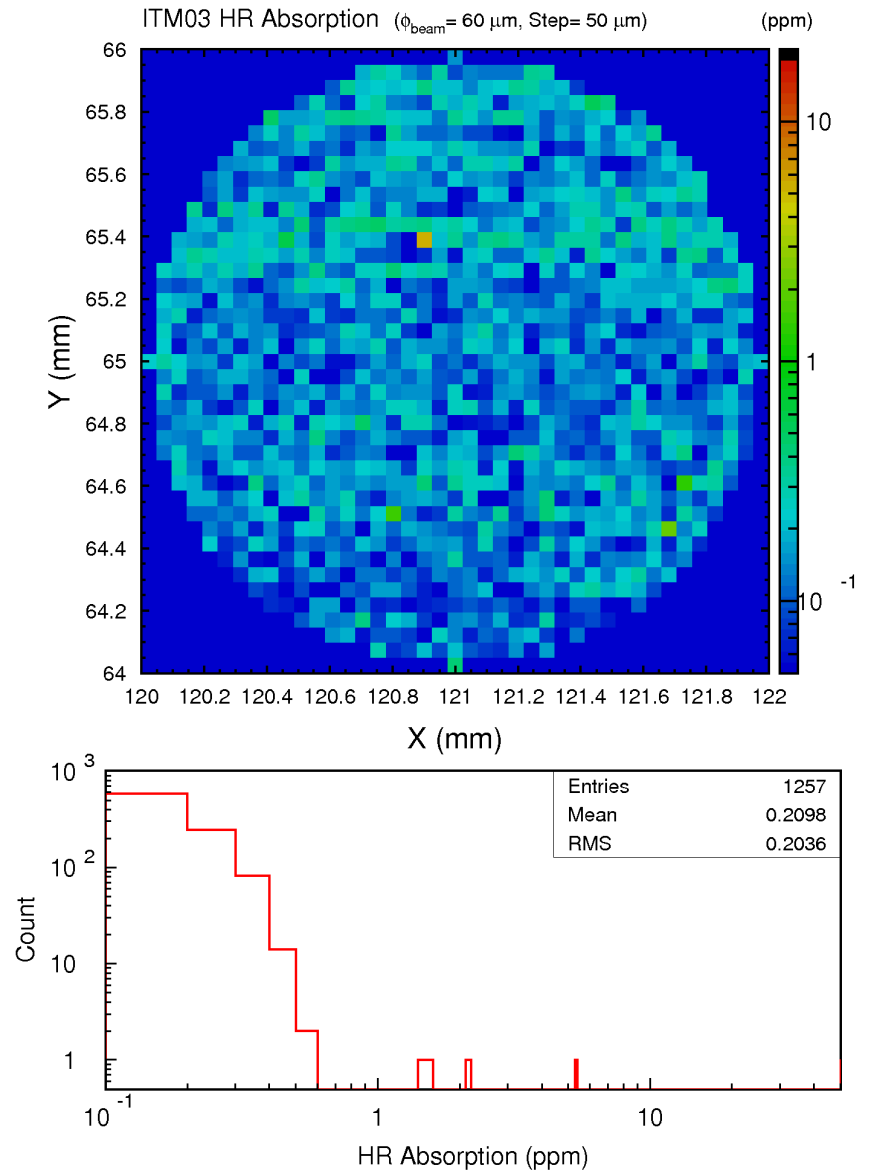 ITM03 HR Absorption (ϕbeam= 60 μm, Step= 50 μm) (ppm)
66
65.8
65.6
65.4
65.2
65
64.8
64.6
64.4
64.2
64
Y (mm)
120 120.2 120.4 120.6 120.8 121 121.2 121.4 121.6 121.8 122
X (mm)
10
1
10⁻¹
10³
10²
10
1
Count
Entries 1257
Mean 0.2098
RMS 0.2036
10⁻¹ 1 10
HR Absorption (ppm)